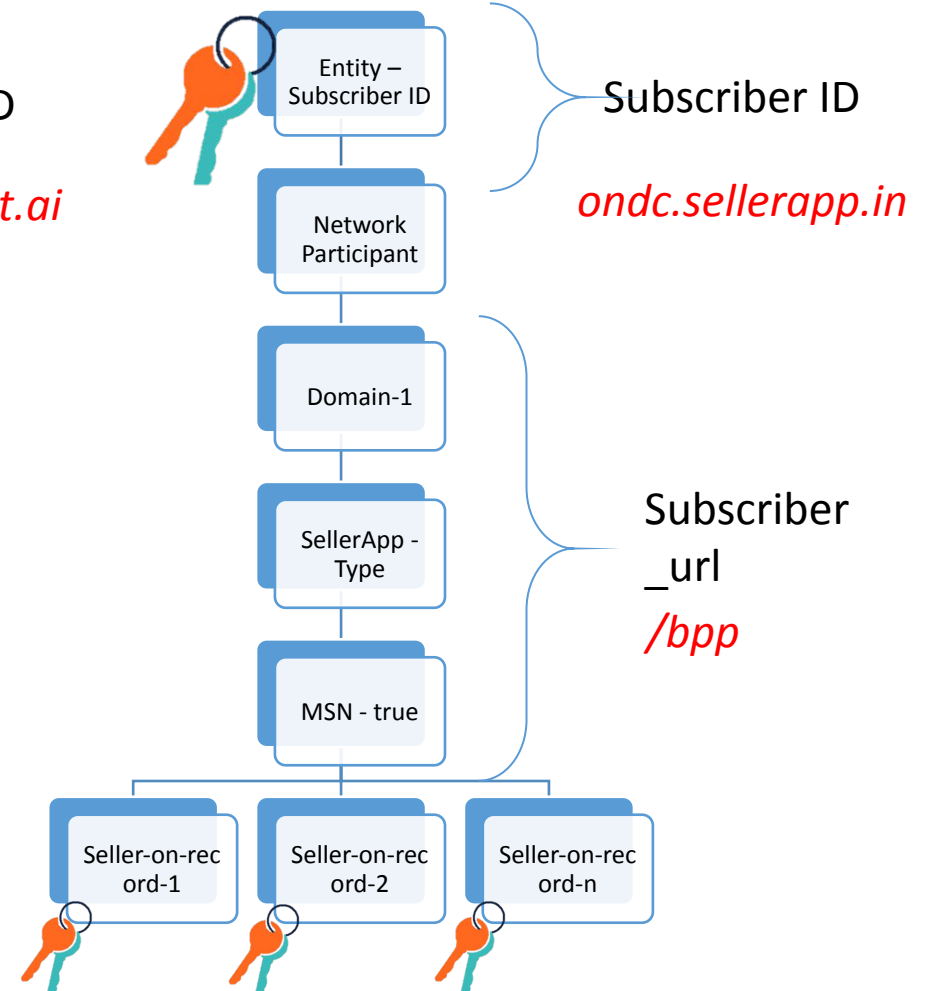 Entity –
Subscriber ID
Subscriber ID
t.ai
ondc.sellerapp.in
Network
Participant
Domain-1
SellerApp -
Type
Subscriber
_url
/bpp
MSN - true
Seller-on-rec
ord-1
Seller-on-rec
ord-2
Seller-on-rec
ord-n